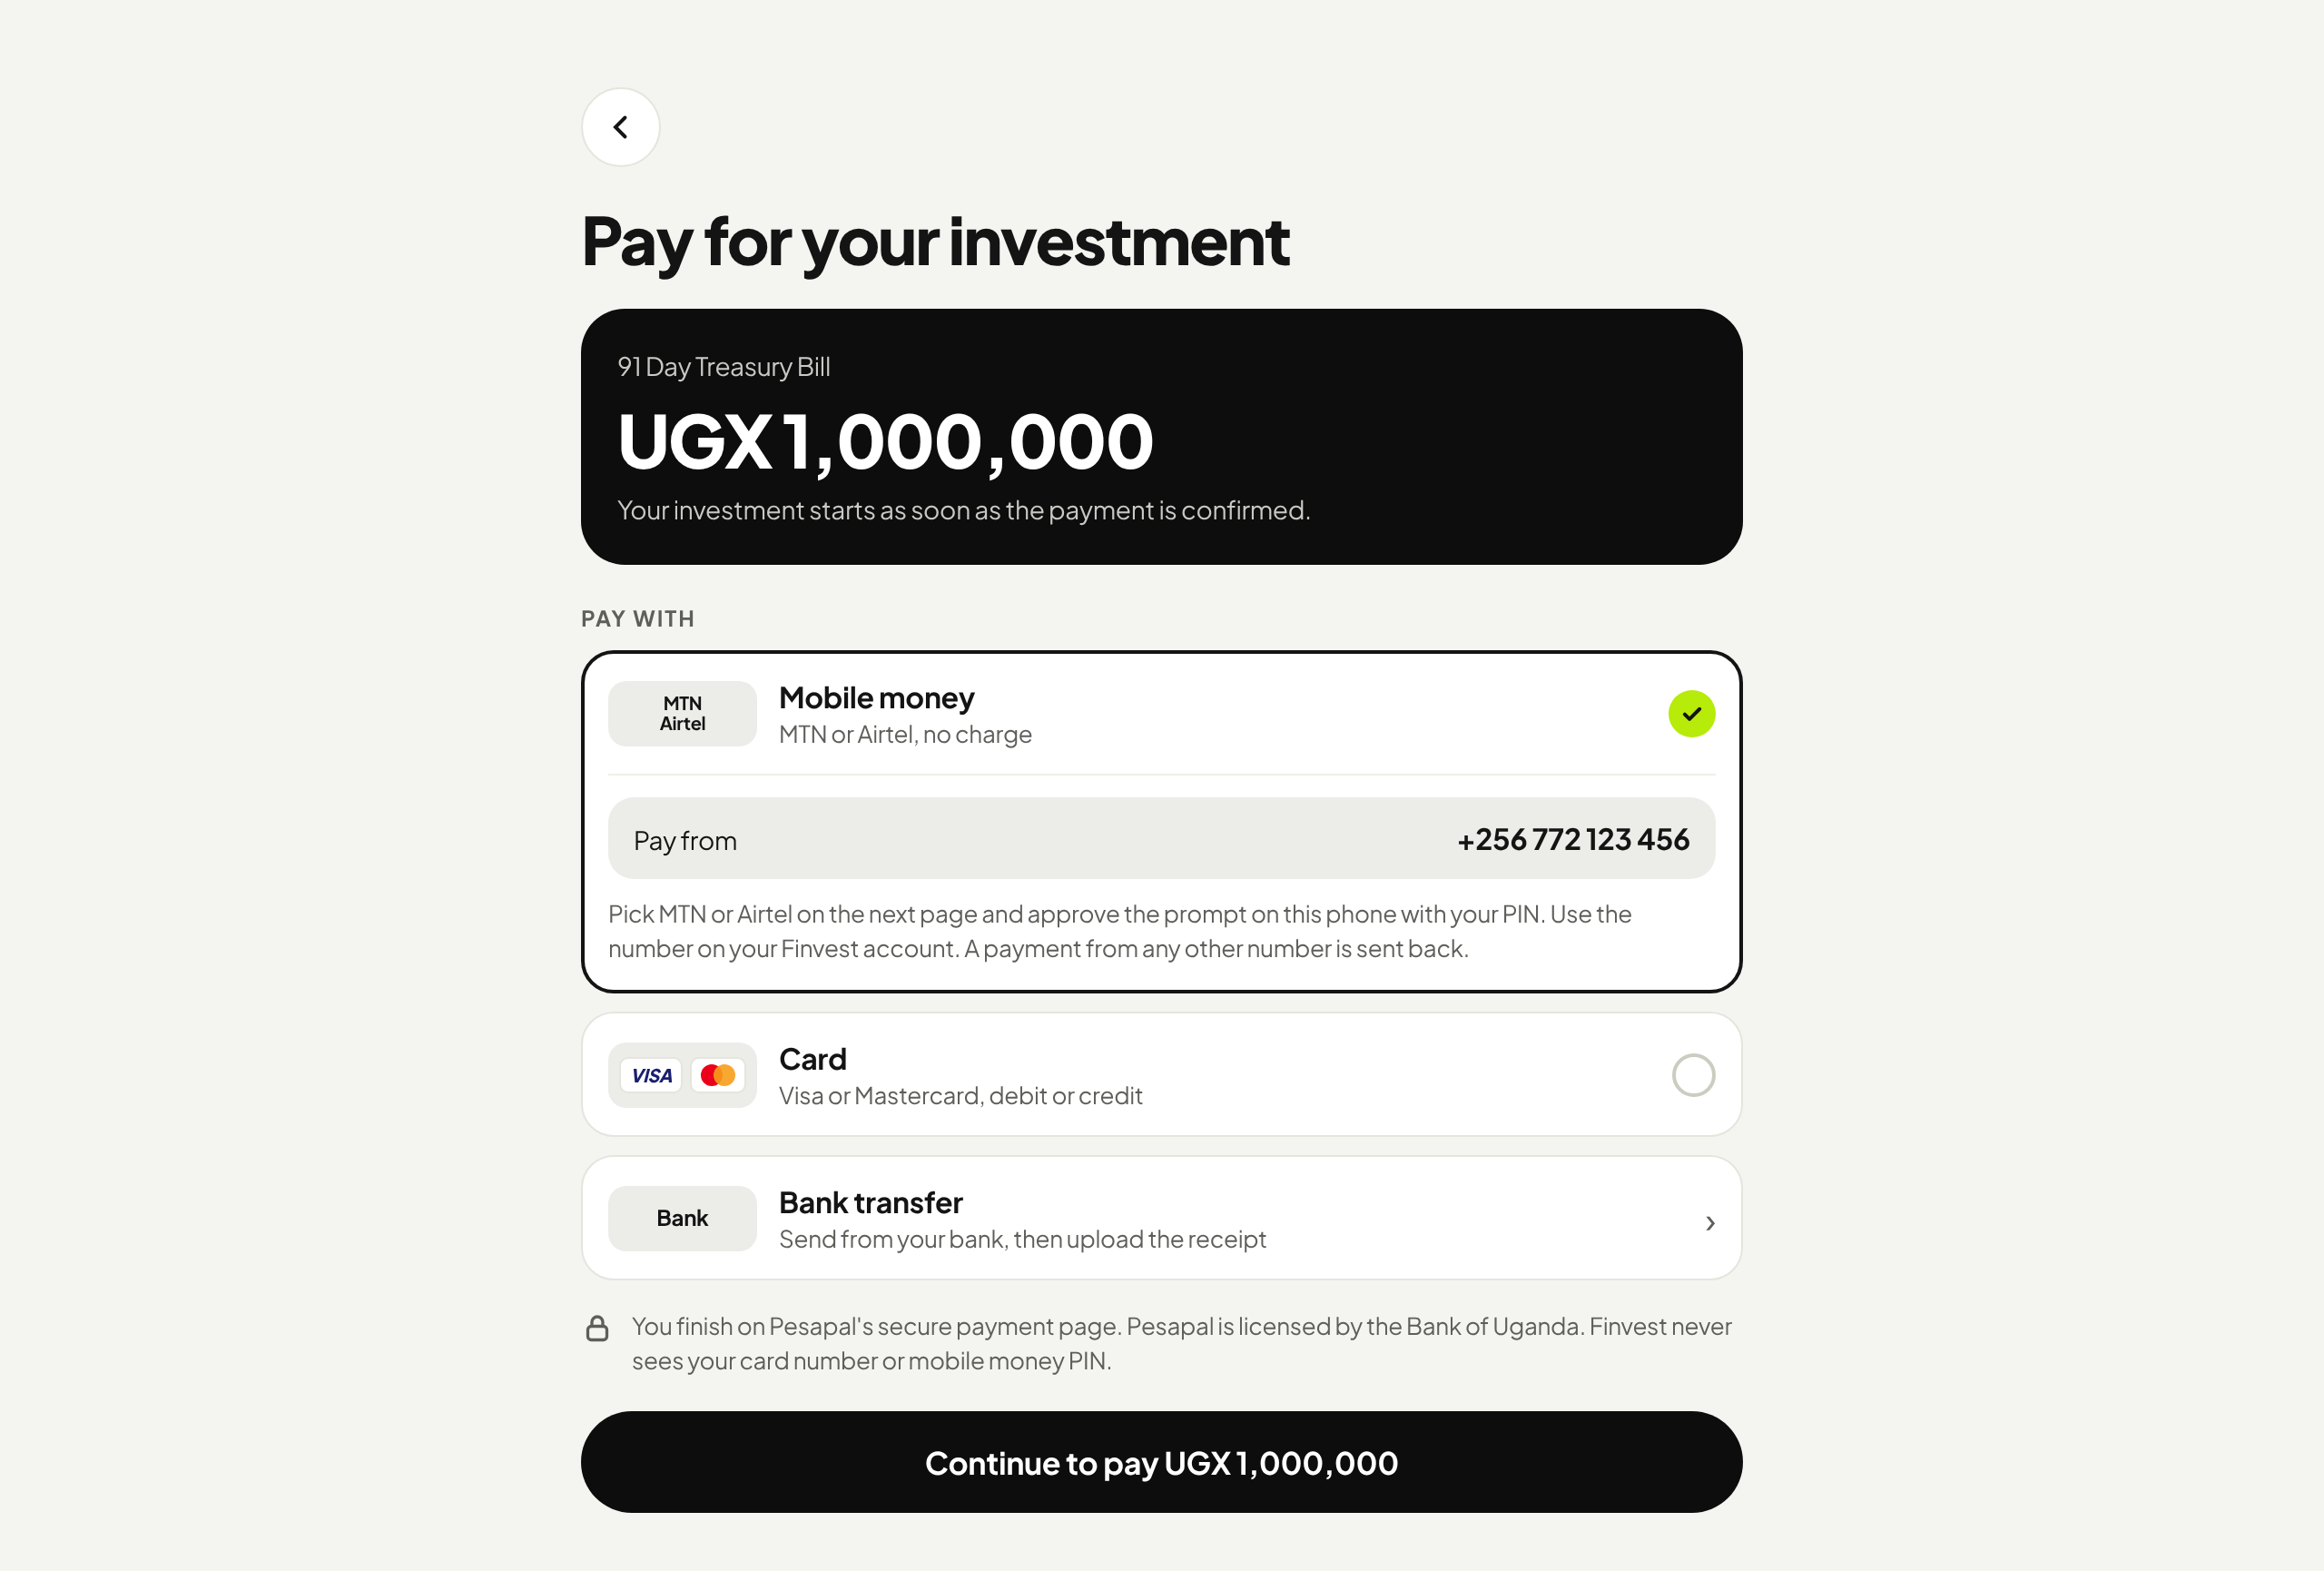 Pay for your investment
91 Day Treasury Bill
UGX 1,000,000
Your investment starts as soon as the payment is confirmed.
PAY WITH
MTN
Airtel
Mobile money
MTN or Airtel, no charge
Pay from
+256 772 123 456
Pick MTN or Airtel on the next page and approve the prompt on this phone with your PIN. Use the
number on your Finvest account. A payment from any other number is sent back.
VISA
Card
Visa or Mastercard, debit or credit
Bank
Bank transfer
Send from your bank, then upload the receipt
You finish on Pesapal's secure payment page. Pesapal is licensed by the Bank of Uganda. Finvest never
sees your card number or mobile money PIN.
Continue to pay UGX 1,000,000